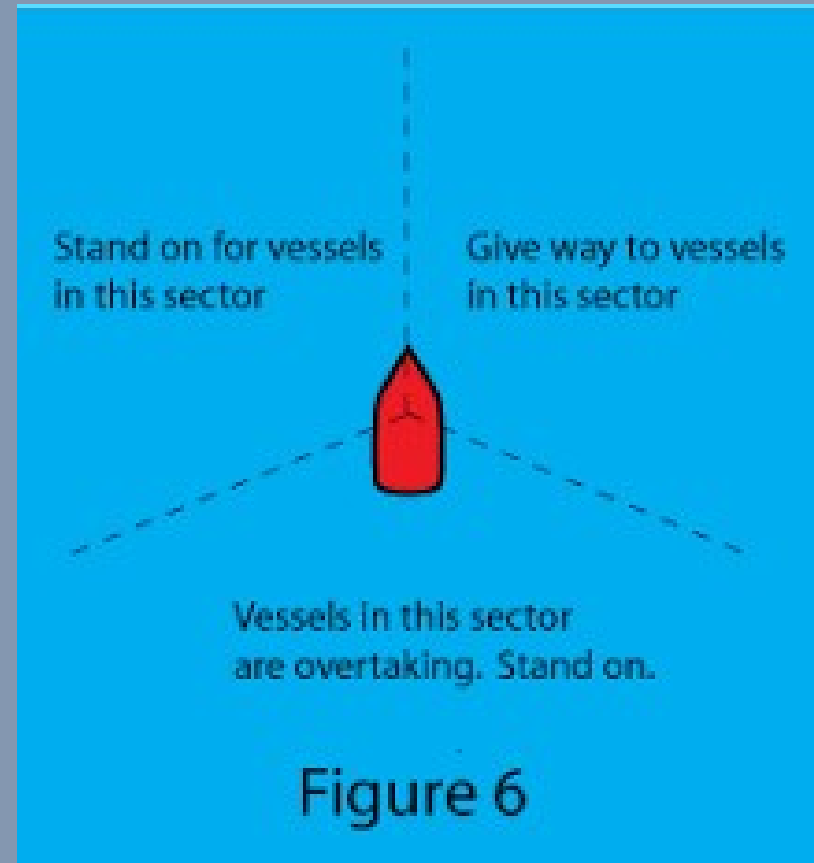 Stand on for vessels
in this sector
Give way to vessels
in this sector
Vessels in this sector
are overtaking. Stand on.
Figure 6